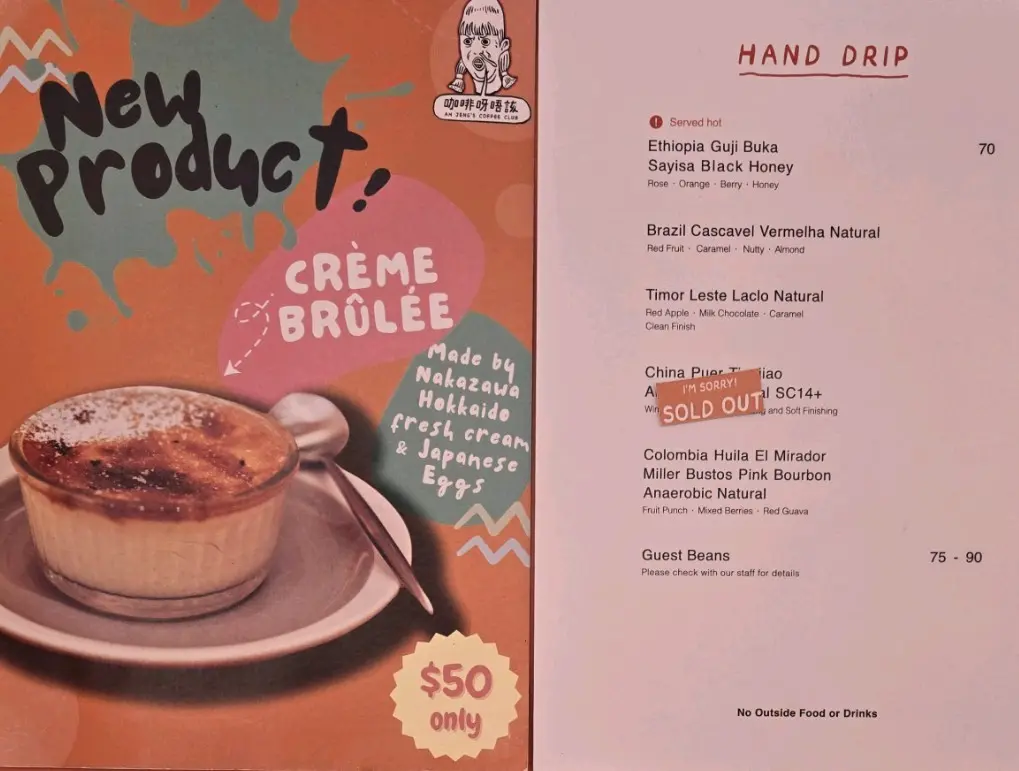 New
Product!
咖啡呀唔該
AH JENG'S COFFEE CLUB
CRÈME
BRÛLÉE
Made by
Nakazawa
Hokkaido
fresh cream
& Japanese
Eggs
$50
only
HAND DRIP
Served hot
Ethiopia Guji Buka 70
Sayisa Black Honey
Rose · Orange · Berry · Honey
Brazil Cascavel Vermelha Natural
Red Fruit · Caramel · Nutty · Almond
Timor Leste Laclo Natural
Red Apple · Milk Chocolate · Caramel
Clean Finish
China Puer
I'M SORRY!
SC14+
SOLD OUT
and Soft Finishing
Colombia Huila El Mirador
Miller Bustos Pink Bourbon
Anaerobic Natural
Fruit Punch · Mixed Berries · Red Guava
Guest Beans 75 - 90
Please check with our staff for details
No Outside Food or Drinks